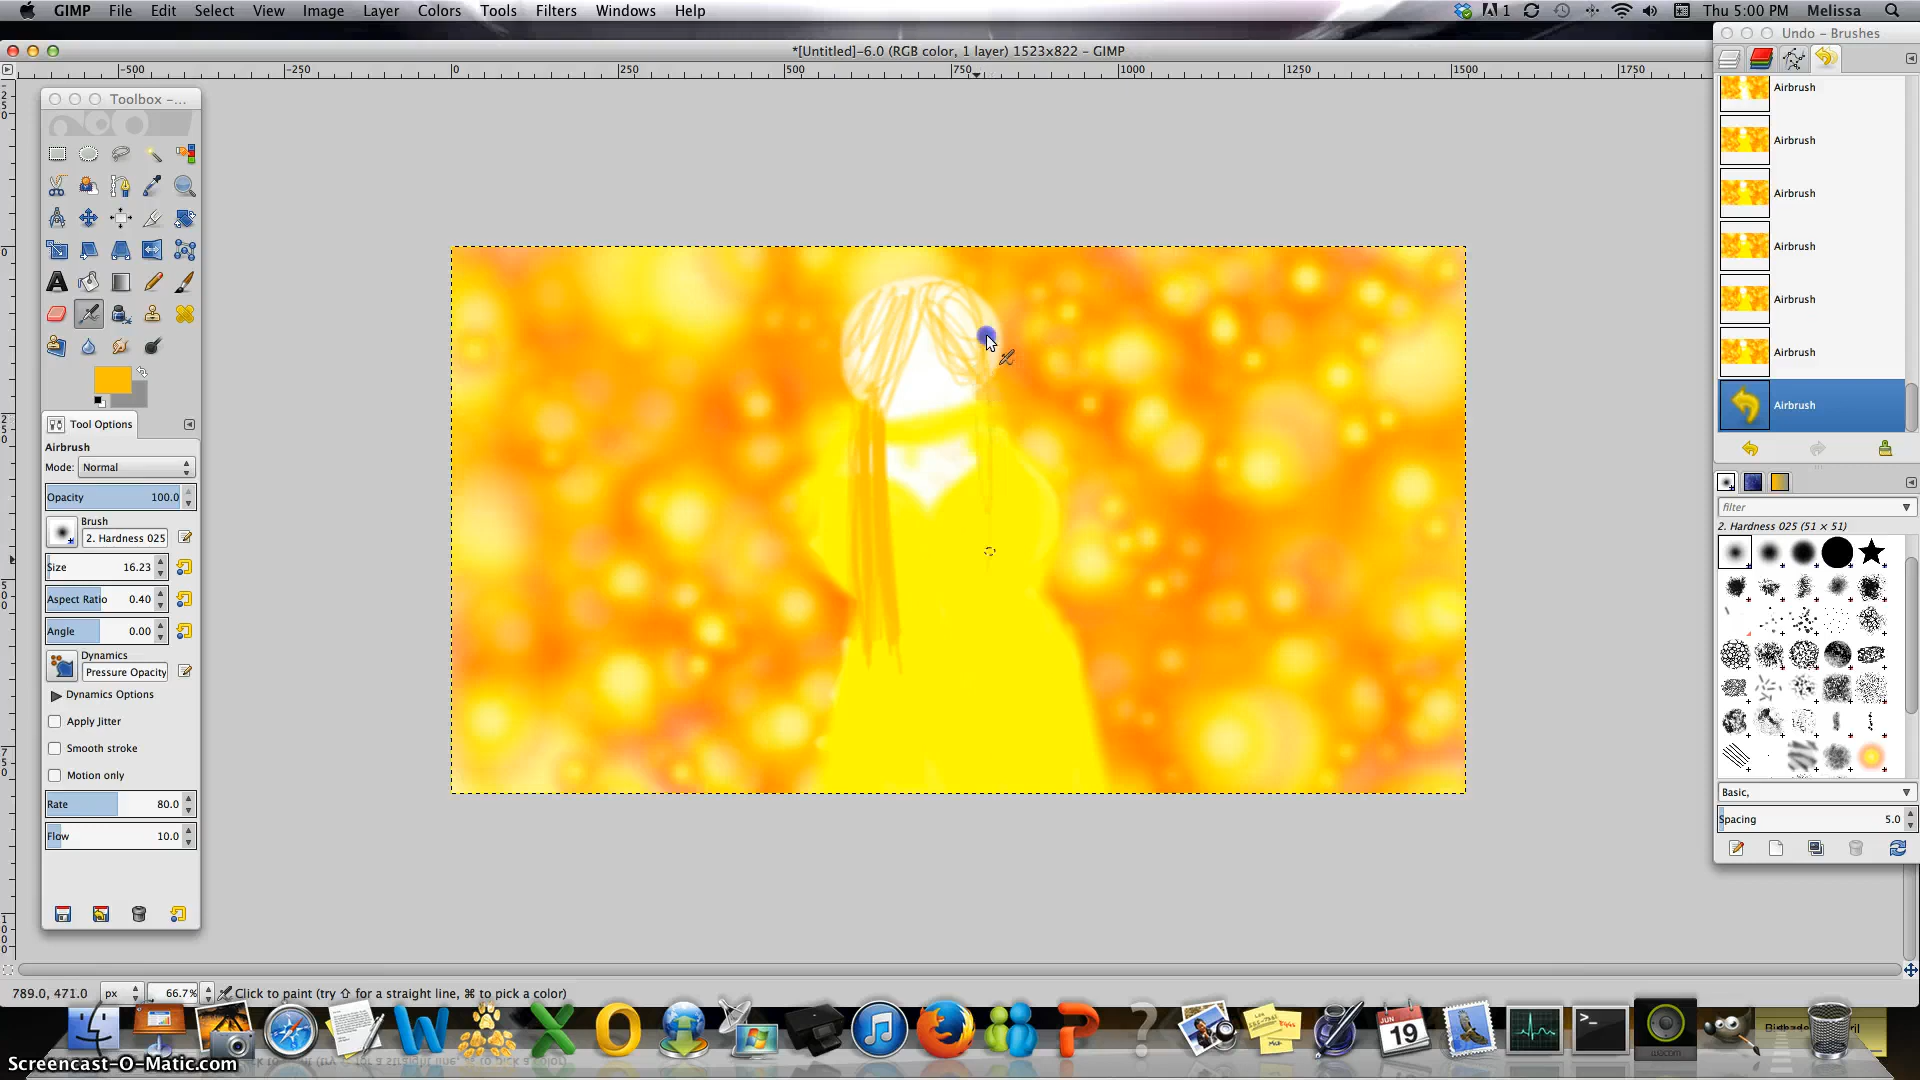 GIMP File Edit Select View Image Layer Colors Tools Filters Windows Help 1 Thu 5:00 PM Melissa
*[Untitled]-6.0 (RGB color, 1 layer) 1523x822 – GIMP
Undo – Brushes
-500 -250 0 250 500 750 1000 1250 1500 1750
Toolbox –...
Tool Options
Airbrush
Mode: Normal
Opacity 100.0
Brush
2. Hardness 025
Size 16.23
Aspect Ratio 0.40
Angle 0.00
Dynamics
Pressure Opacity
Dynamics Options
Apply Jitter
Smooth stroke
Motion only
Rate 80.0
Flow 10.0
Airbrush
Airbrush
Airbrush
Airbrush
Airbrush
Airbrush
Airbrush
filter
2. Hardness 025 (51 × 51)
Basic,
Spacing 5.0
789.0, 471.0 px 66.7% Click to paint (try ⇧ for a straight line, ⌘ to pick a color)
JUN
19
Screencast-O-Matic.com